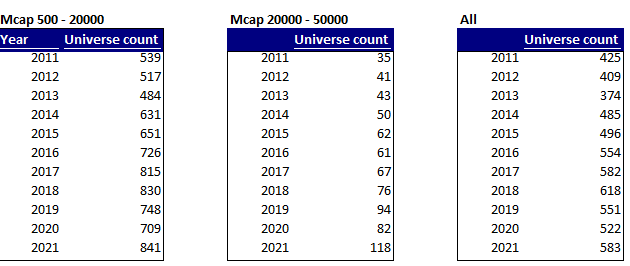 Mcap 500 - 20000 Mcap 20000 - 50000 All
Year Universe count Universe count Universe count
2011 539 2011 35 2011 425
2012 517 2012 41 2012 409
2013 484 2013 43 2013 374
2014 631 2014 50 2014 485
2015 651 2015 62 2015 496
2016 726 2016 61 2016 554
2017 815 2017 67 2017 582
2018 830 2018 76 2018 618
2019 748 2019 94 2019 551
2020 709 2020 82 2020 522
2021 841 2021 118 2021 583